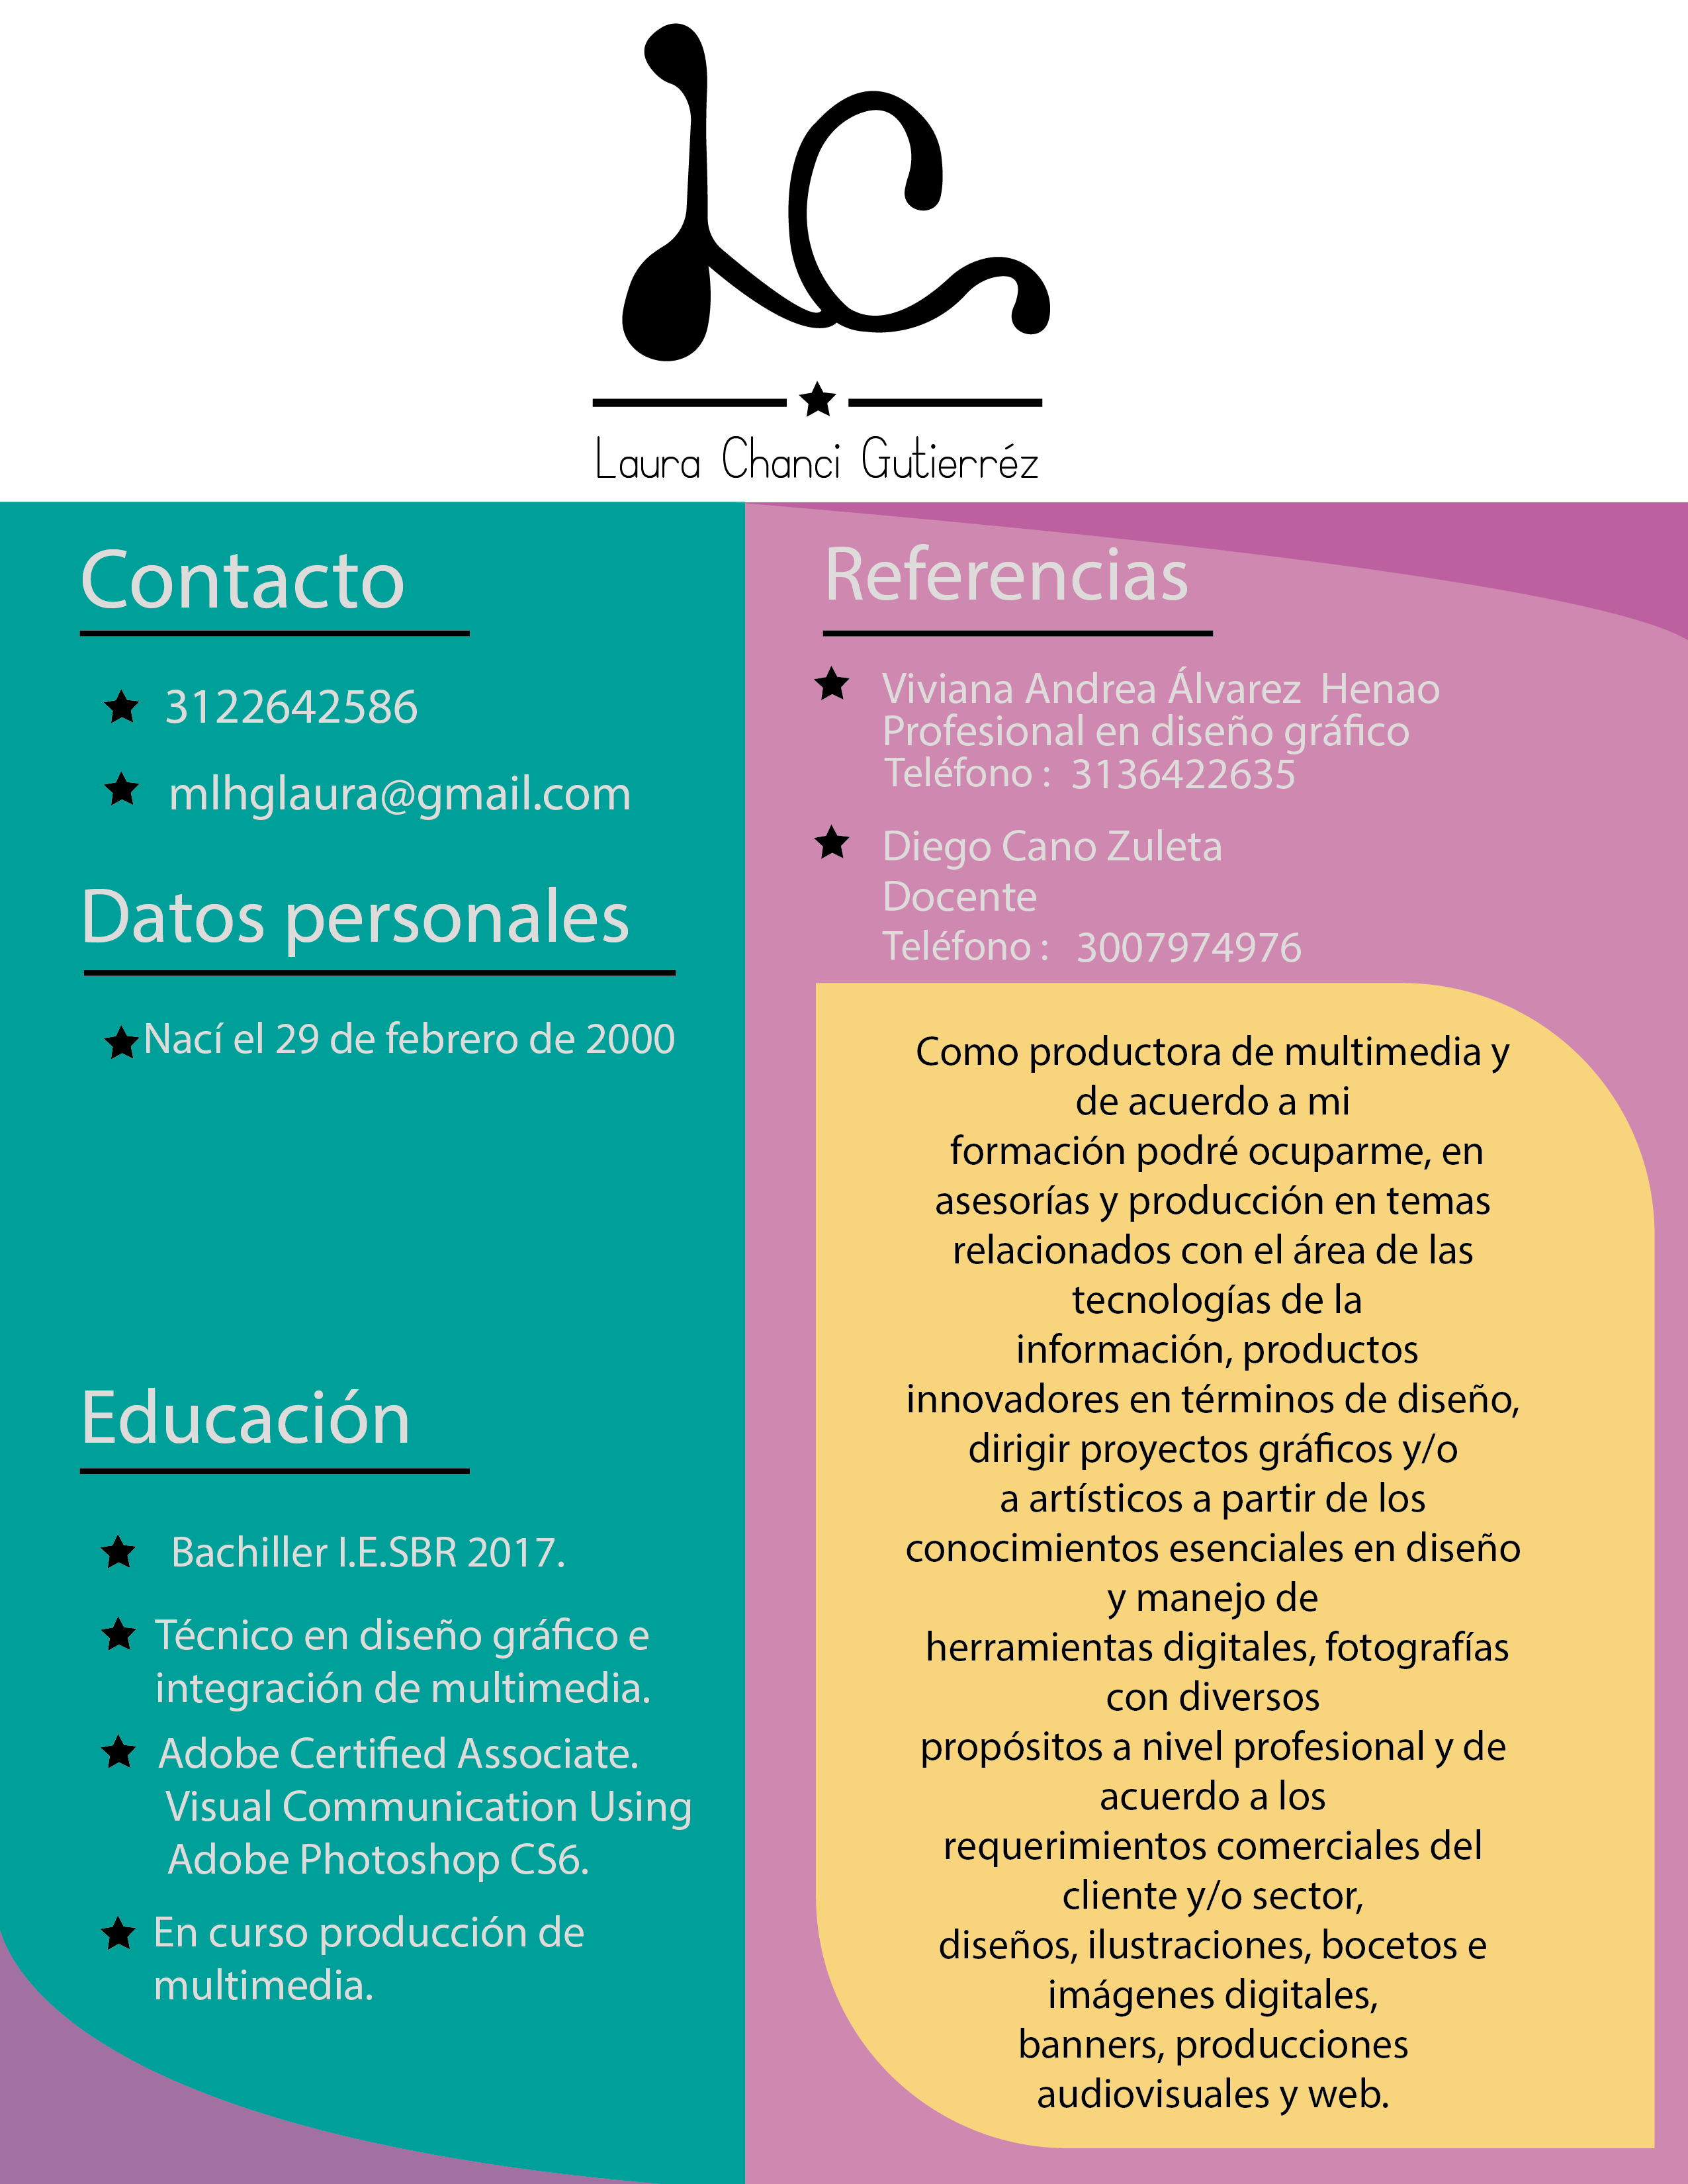 lc
Laura Chanci Gutierréz
Contacto
3122642586
mlhglaura@gmail.com
Datos personales
Nací el 29 de febrero de 2000
Educación
Bachiller I.E.SBR 2017.
Técnico en diseño gráfico e
integración de multimedia.
Adobe Certified Associate.
Visual Communication Using
Adobe Photoshop CS6.
En curso producción de
multimedia.
Referencias
Viviana Andrea Álvarez  Henao
Profesional en diseño gráfico
Teléfono :  3136422635
Diego Cano Zuleta
Docente
Teléfono :  3007974976
Como productora de multimedia y
de acuerdo a mi
formación podré ocuparme, en
asesorías y producción en temas
relacionados con el área de las
tecnologías de la
información, productos
innovadores en términos de diseño,
dirigir proyectos gráficos y/o
a artísticos a partir de los
conocimientos esenciales en diseño
y manejo de
herramientas digitales, fotografías
con diversos
propósitos a nivel profesional y de
acuerdo a los
requerimientos comerciales del
cliente y/o sector,
diseños, ilustraciones, bocetos e
imágenes digitales,
banners, producciones
audiovisuales y web.